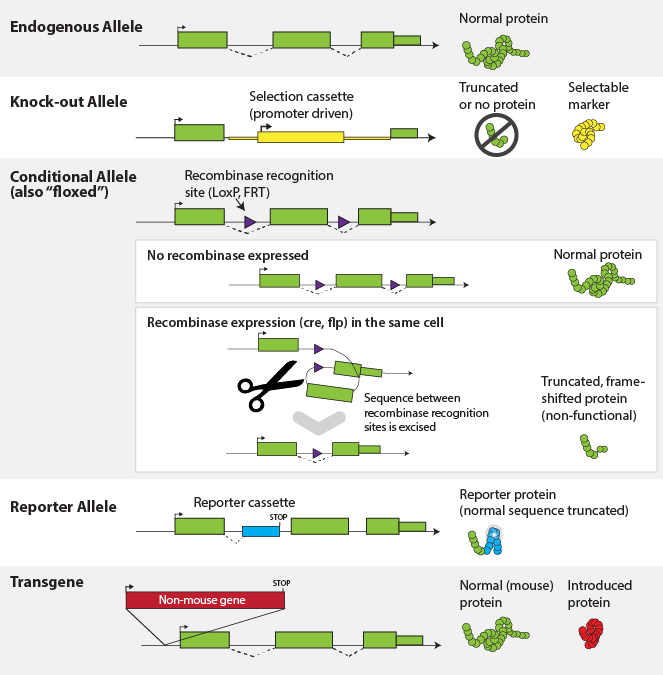 Endogenous Allele
Normal protein
Knock-out Allele
Selection cassette
(promoter driven)
Truncated
or no protein
Selectable
marker
Conditional Allele
(also “floxed”)
Recombinase recognition
site (LoxP, FRT)
No recombinase expressed
Normal protein
Recombinase expression (cre, flp) in the same cell
Sequence between
recombinase recognition
sites is excised
Truncated, frame-
shifted protein
(non-functional)
Reporter Allele
Reporter cassette
STOP
Reporter protein
(normal sequence truncated)
Transgene
STOP
Non-mouse gene
Normal (mouse)
protein
Introduced
protein